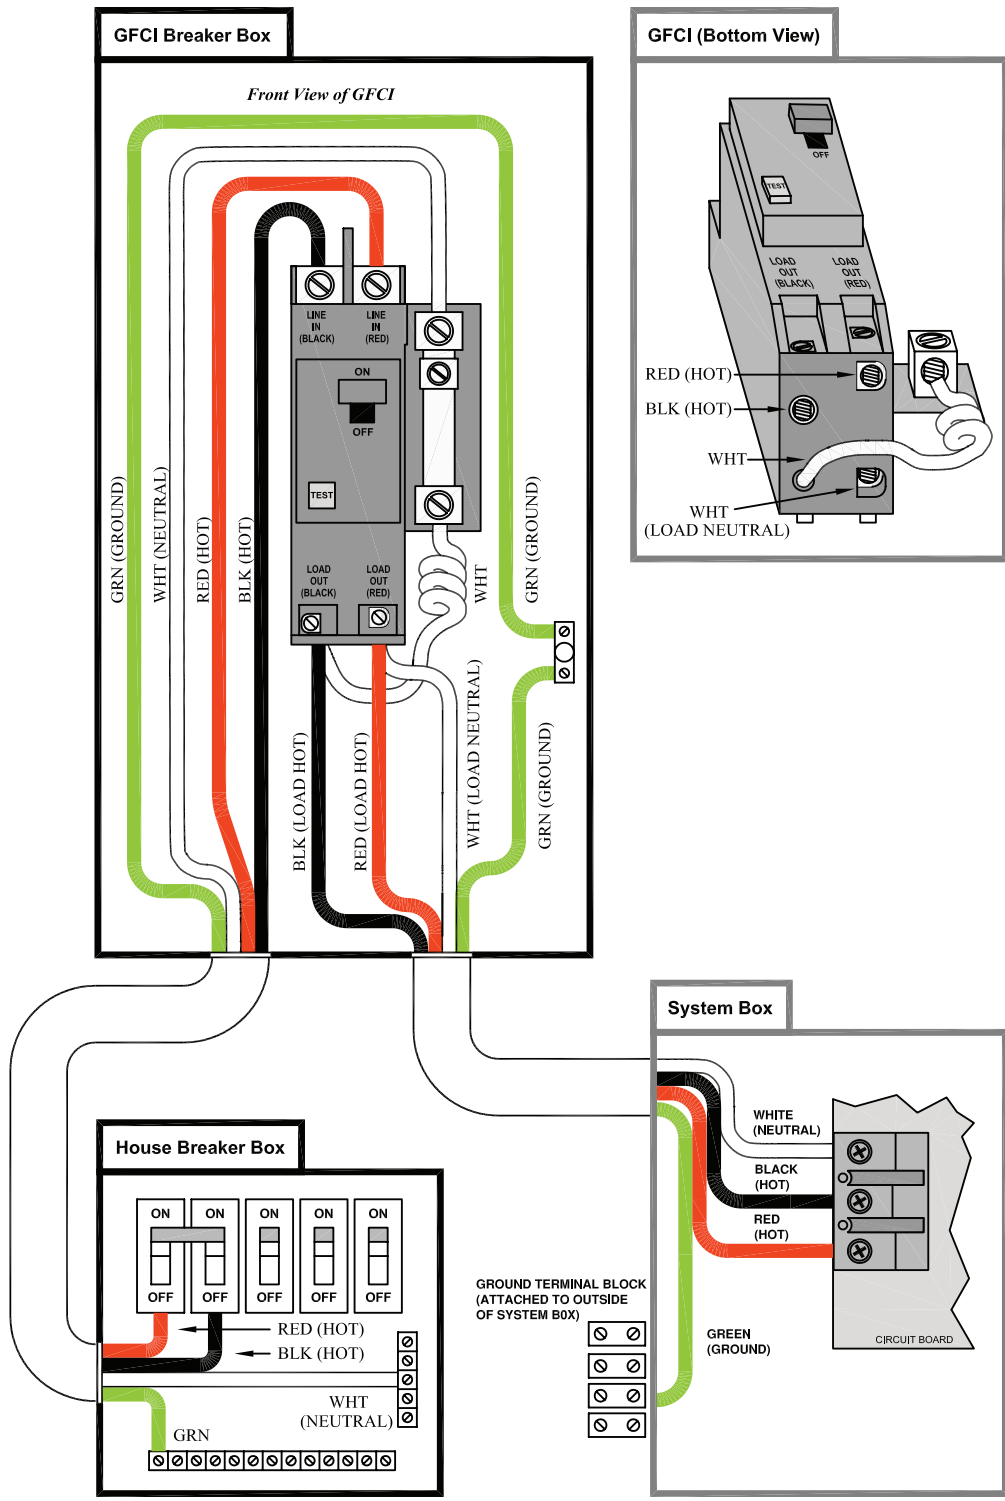 GFCI Breaker Box
Front View of GFCI
LINE
IN
(BLACK)
LINE
IN
(RED)
ON
OFF
TEST
LOAD
OUT
(BLACK)
LOAD
OUT
(RED)
GRN (GROUND)
WHT (NEUTRAL)
RED (HOT)
BLK (HOT)
WHT
GRN (GROUND)
BLK (LOAD HOT)
RED (LOAD HOT)
WHT (LOAD NEUTRAL)
GRN (GROUND)
GFCI (Bottom View)
OFF
TEST
LOAD
OUT
(BLACK)
LOAD
OUT
(RED)
RED (HOT)
BLK (HOT)
WHT
WHT
(LOAD NEUTRAL)
System Box
WHITE
(NEUTRAL)
BLACK
(HOT)
RED
(HOT)
GREEN
(GROUND)
CIRCUIT BOARD
GROUND TERMINAL BLOCK
(ATTACHED TO OUTSIDE
OF SYSTEM BOX)
House Breaker Box
ON
ON
ON
ON
ON
OFF
OFF
OFF
OFF
OFF
RED (HOT)
BLK (HOT)
WHT
(NEUTRAL)
GRN